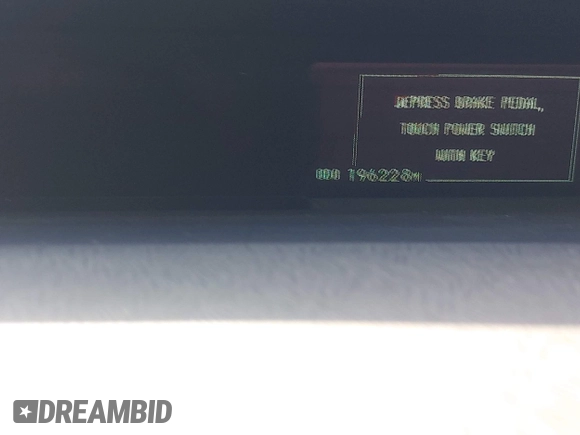 DEPRESS BRAKE PEDAL,
TOUCH POWER SWITCH
WITH KEY
ODO 196228MI
DREAMBID